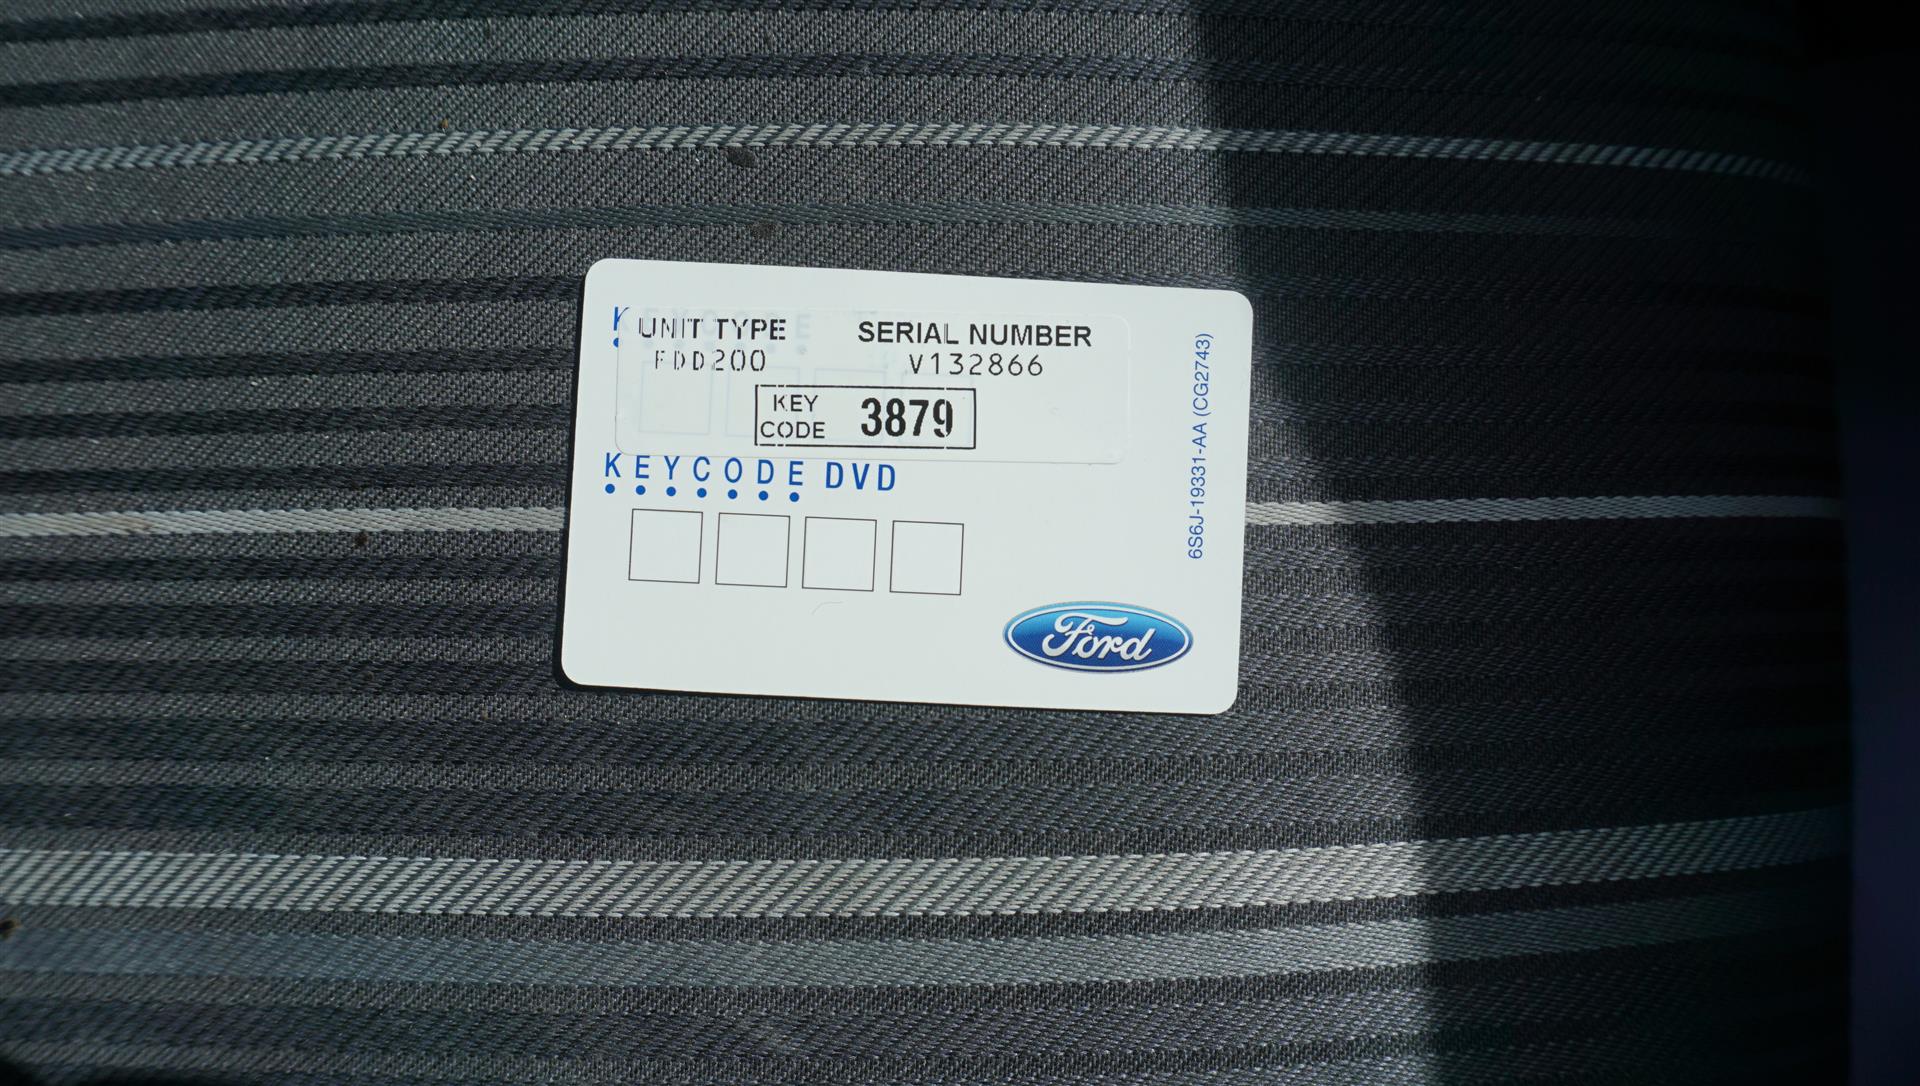 UNIT TYPE SERIAL NUMBER
FDD200 V132866
KEY CODE 3879
KEYCODE DVD
6S6J-19331-AA (CG2743)
Ford